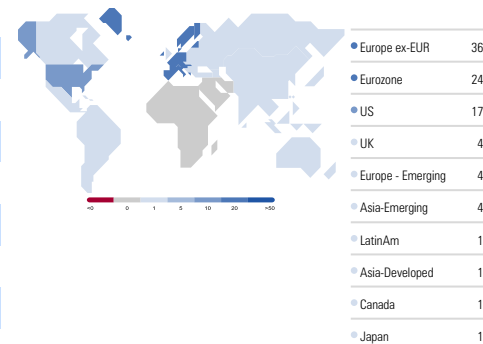 <0 0 1 5 10 20 >50
Europe ex-EUR 36
Eurozone 24
US 17
UK 4
Europe - Emerging 4
Asia-Emerging 4
LatinAm 1
Asia-Developed 1
Canada 1
Japan 1